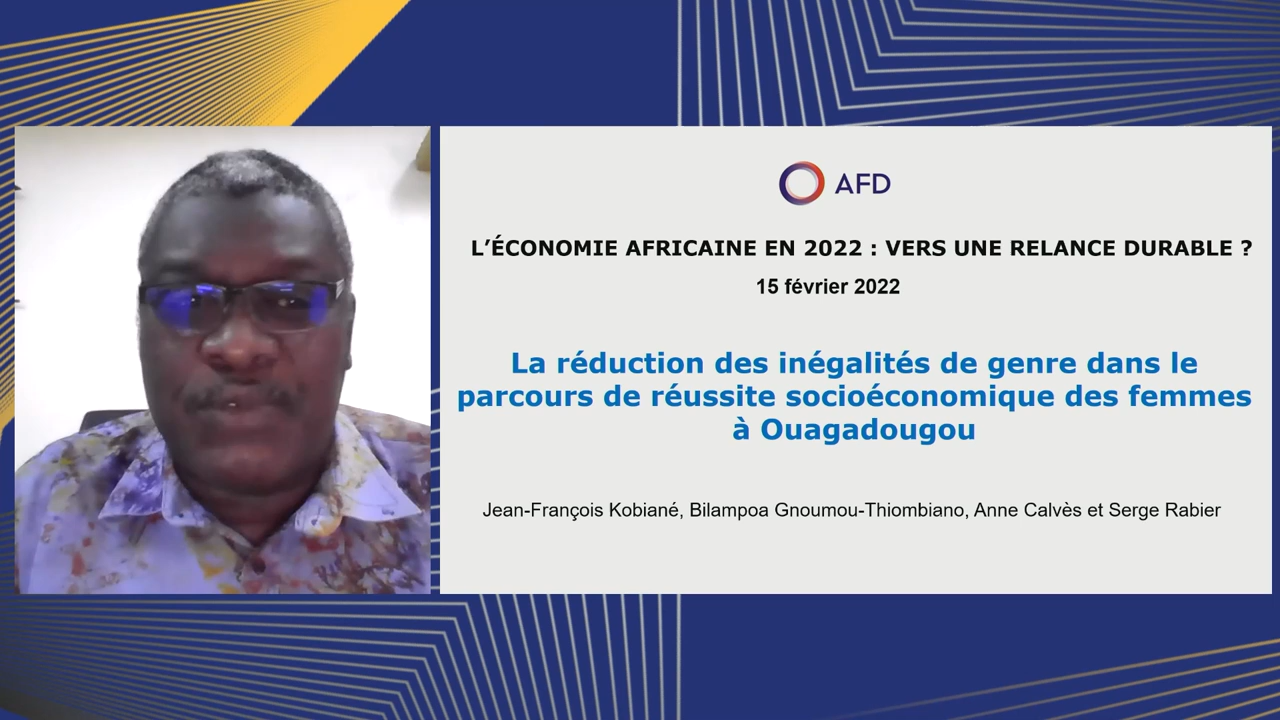 AFD
L’ÉCONOMIE AFRICAINE EN 2022 : VERS UNE RELANCE DURABLE ?
15 février 2022
La réduction des inégalités de genre dans le
parcours de réussite socioéconomique des femmes
à Ouagadougou
Jean-François Kobiané, Bilampoa Gnoumou-Thiombiano, Anne Calvès et Serge Rabier